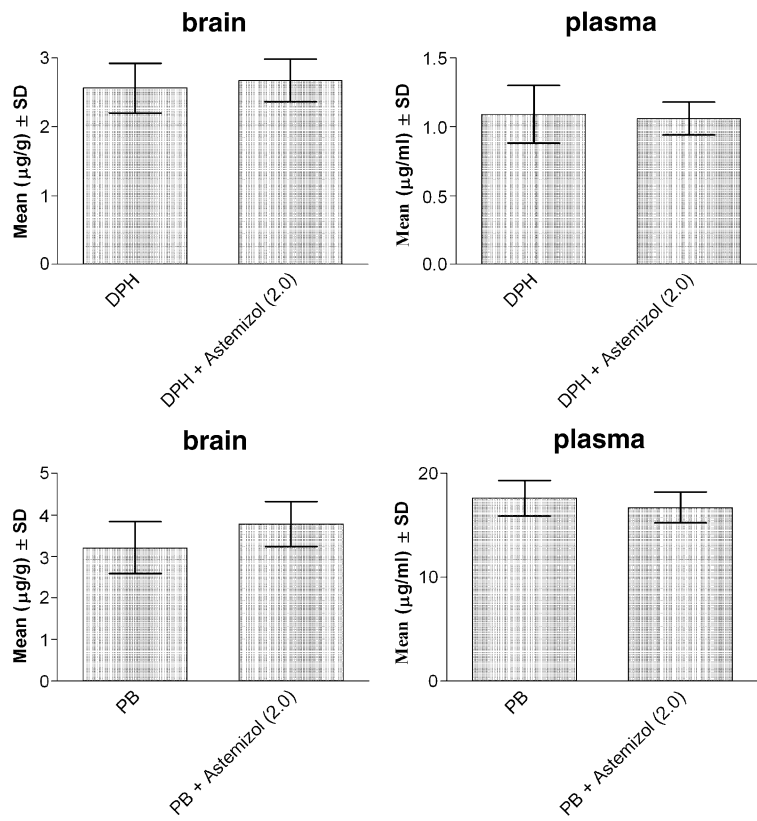 brain
Mean (μg/g) ± SD
3
2
1
0
DPH
DPH + Astemizol (2.0)
plasma
Mean (μg/ml) ± SD
1.5
1.0
0.5
0.0
DPH
DPH + Astemizol (2.0)
brain
Mean (μg/g) ± SD
5
4
3
2
1
0
PB
PB + Astemizol (2.0)
plasma
Mean (μg/ml) ± SD
20
10
0
PB
PB + Astemizol (2.0)